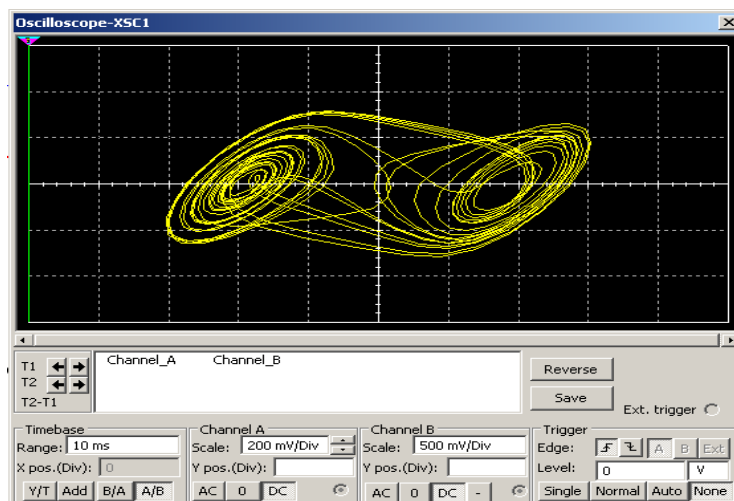 Oscilloscope-XSC1
T1
T2
T2-T1
Channel_A Channel_B
Reverse
Save
Ext. trigger
Timebase
Range: 10 ms
X pos.(Div): 0
Y/T Add B/A A/B
Channel A
Scale: 200 mV/Div
Y pos.(Div):
AC 0 DC
Channel B
Scale: 500 mV/Div
Y pos.(Div):
AC 0 DC -
Trigger
Edge: A B Ext
Level: 0 V
Single Normal Auto None